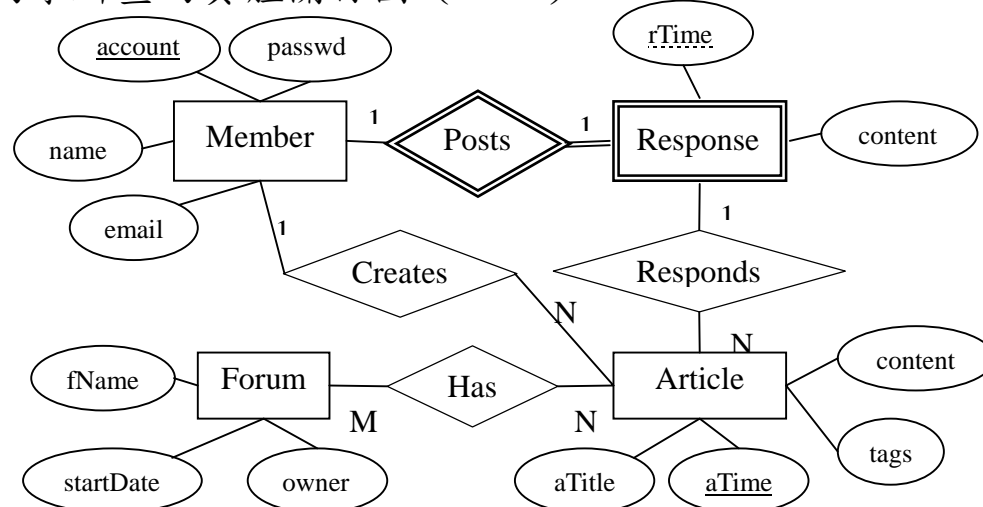 account
passwd
rTime
Member
1
Posts
1
Response
content
name
email
1
1
Creates
Responds
N
N
fName
Forum
Has
Article
content
M
N
startDate
owner
aTitle
aTime
tags